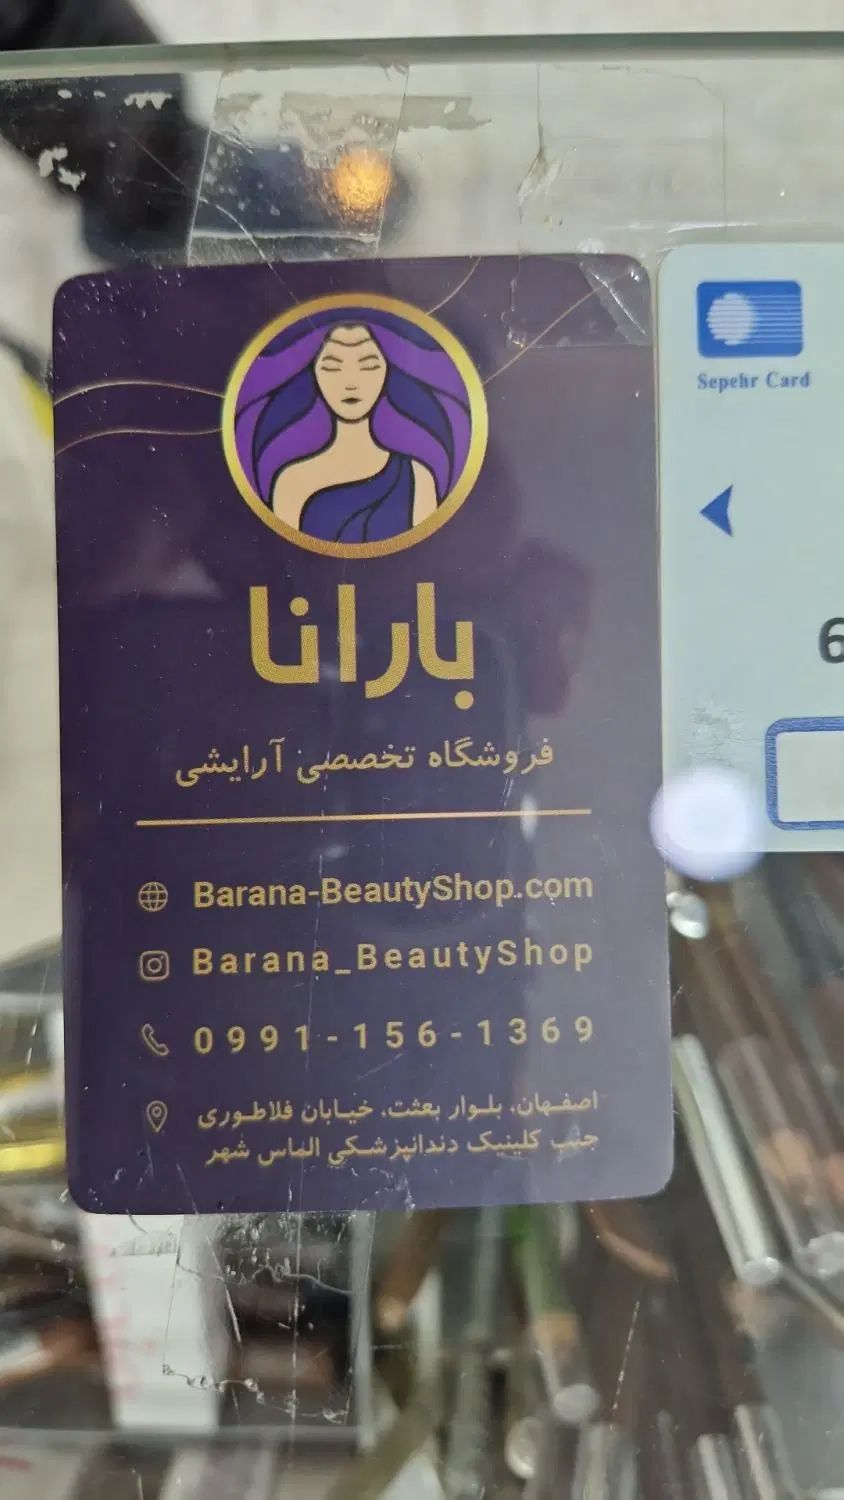 بارانا
فروشگاه تخصصی آرایشی
Barana-BeautyShop.com
Barana_BeautyShop
0991-156-1369
اصفهان، بلوار بعثت، خیابان فلاطوری
جنب کلینیک دندانپزشکی الماس شهر
Sepehr Card
6